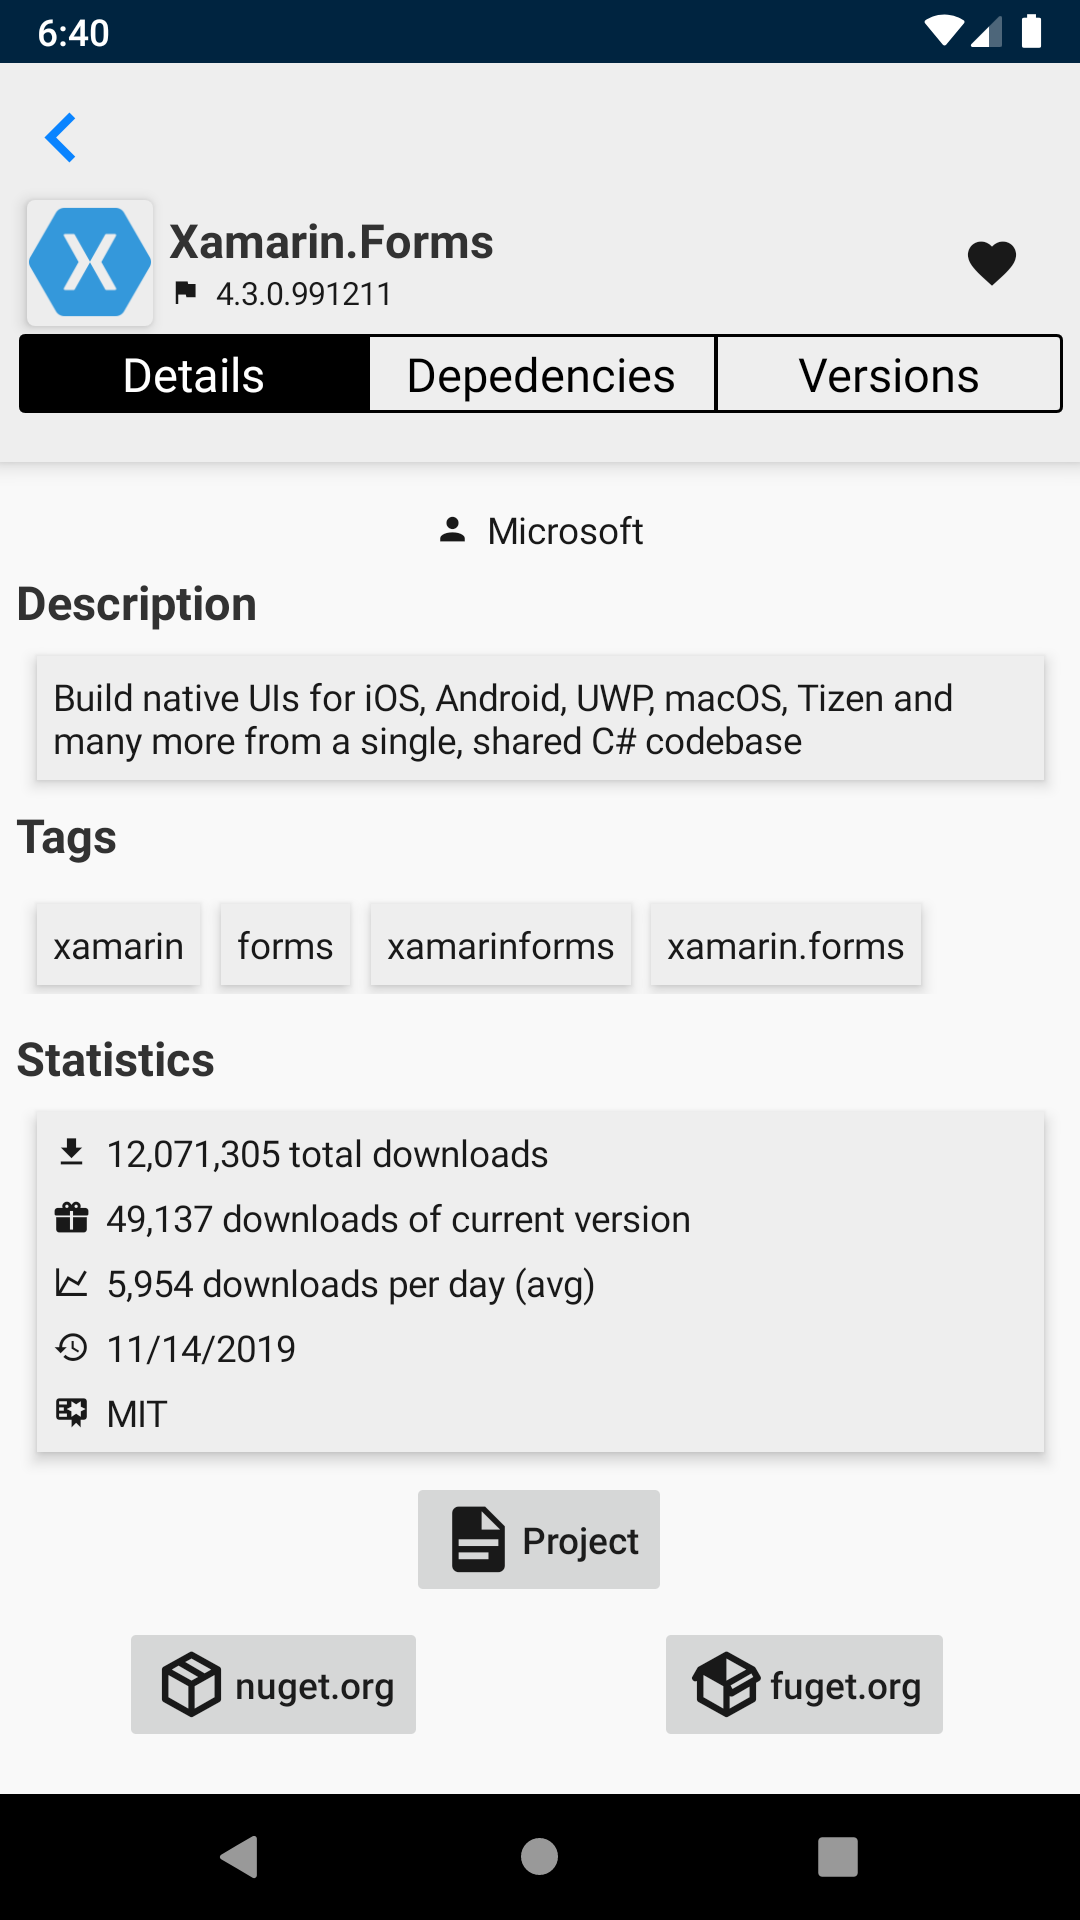 6:40
Xamarin.Forms
4.3.0.991211
Details
Depedencies
Versions
Microsoft
Description
Build native UIs for iOS, Android, UWP, macOS, Tizen and
many more from a single, shared C# codebase
Tags
xamarin
forms
xamarinforms
xamarin.forms
Statistics
12,071,305 total downloads
49,137 downloads of current version
5,954 downloads per day (avg)
11/14/2019
MIT
Project
nuget.org
fuget.org